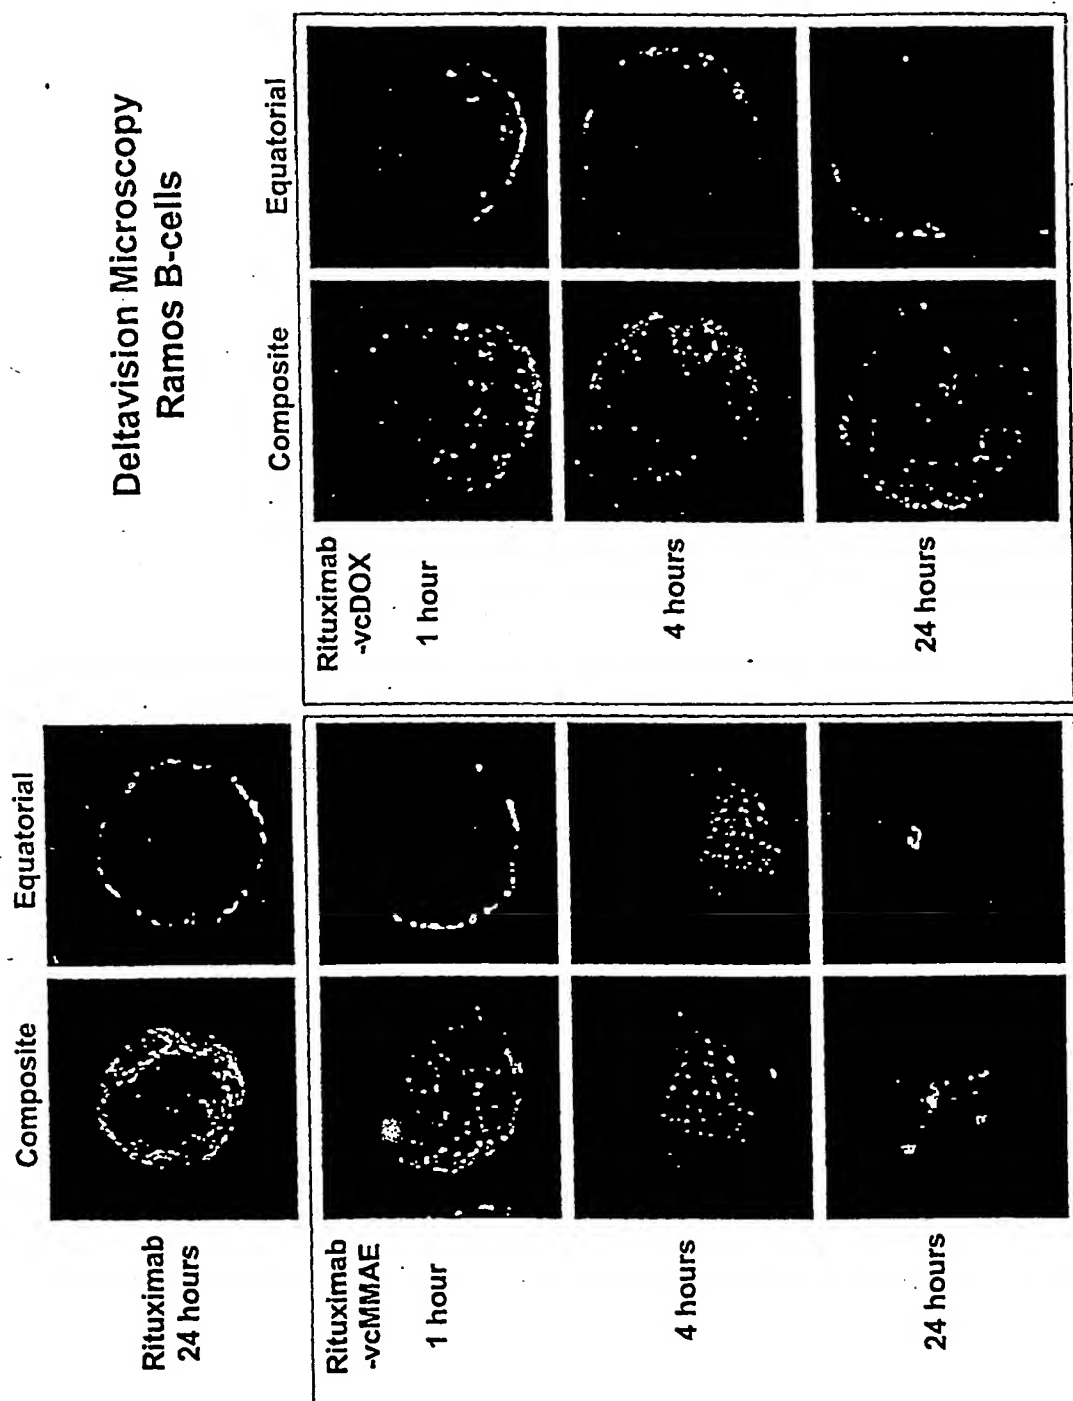 Deltavision Microscopy
Ramos B-cells
Composite
Equatorial
Rituximab
24 hours
Rituximab
-vcMMAE
1 hour
4 hours
24 hours
Composite
Equatorial
Rituximab
-vcDOX
1 hour
4 hours
24 hours